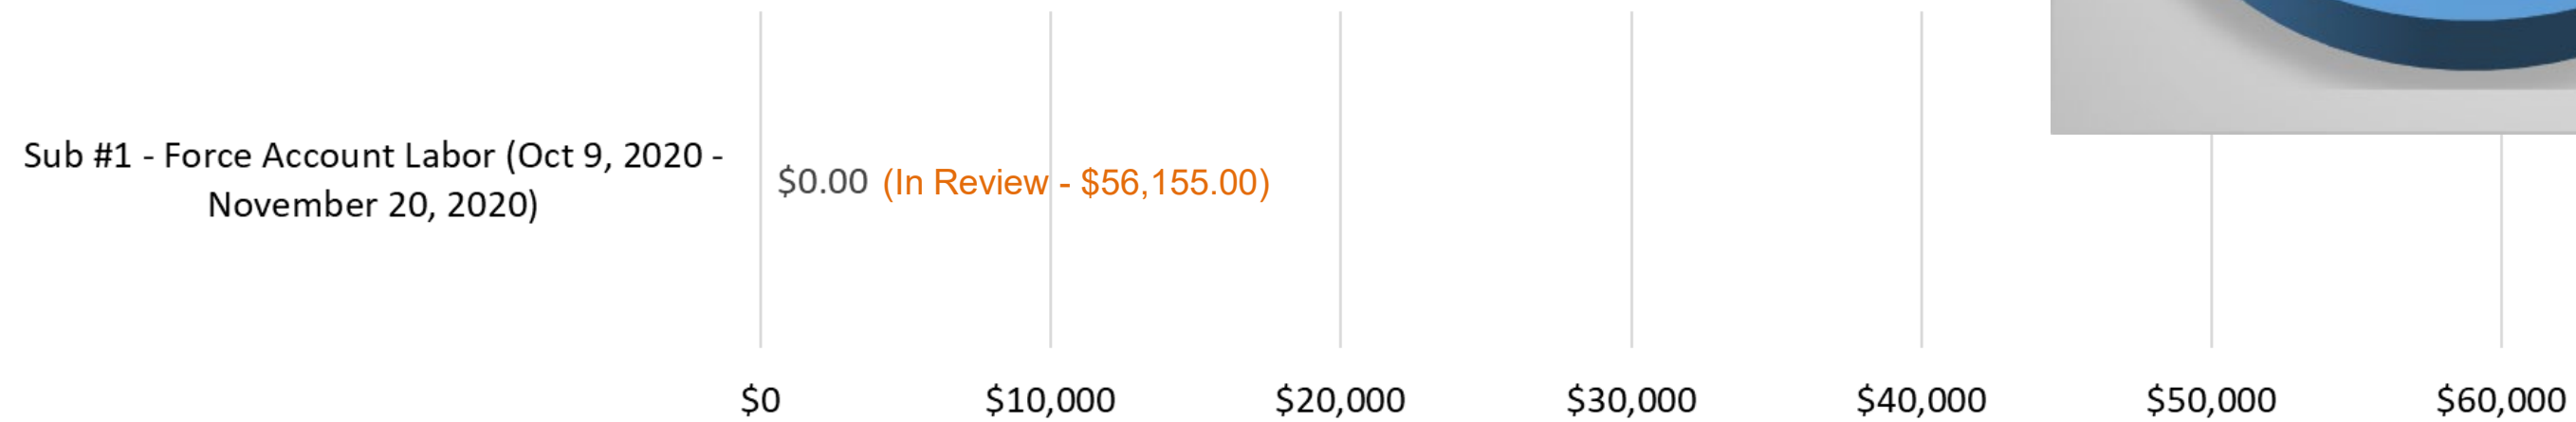 Sub #1 - Force Account Labor (Oct 9, 2020 -
November 20, 2020)
$0.00 (In Review - $56,155.00)
$0 $10,000 $20,000 $30,000 $40,000 $50,000 $60,000